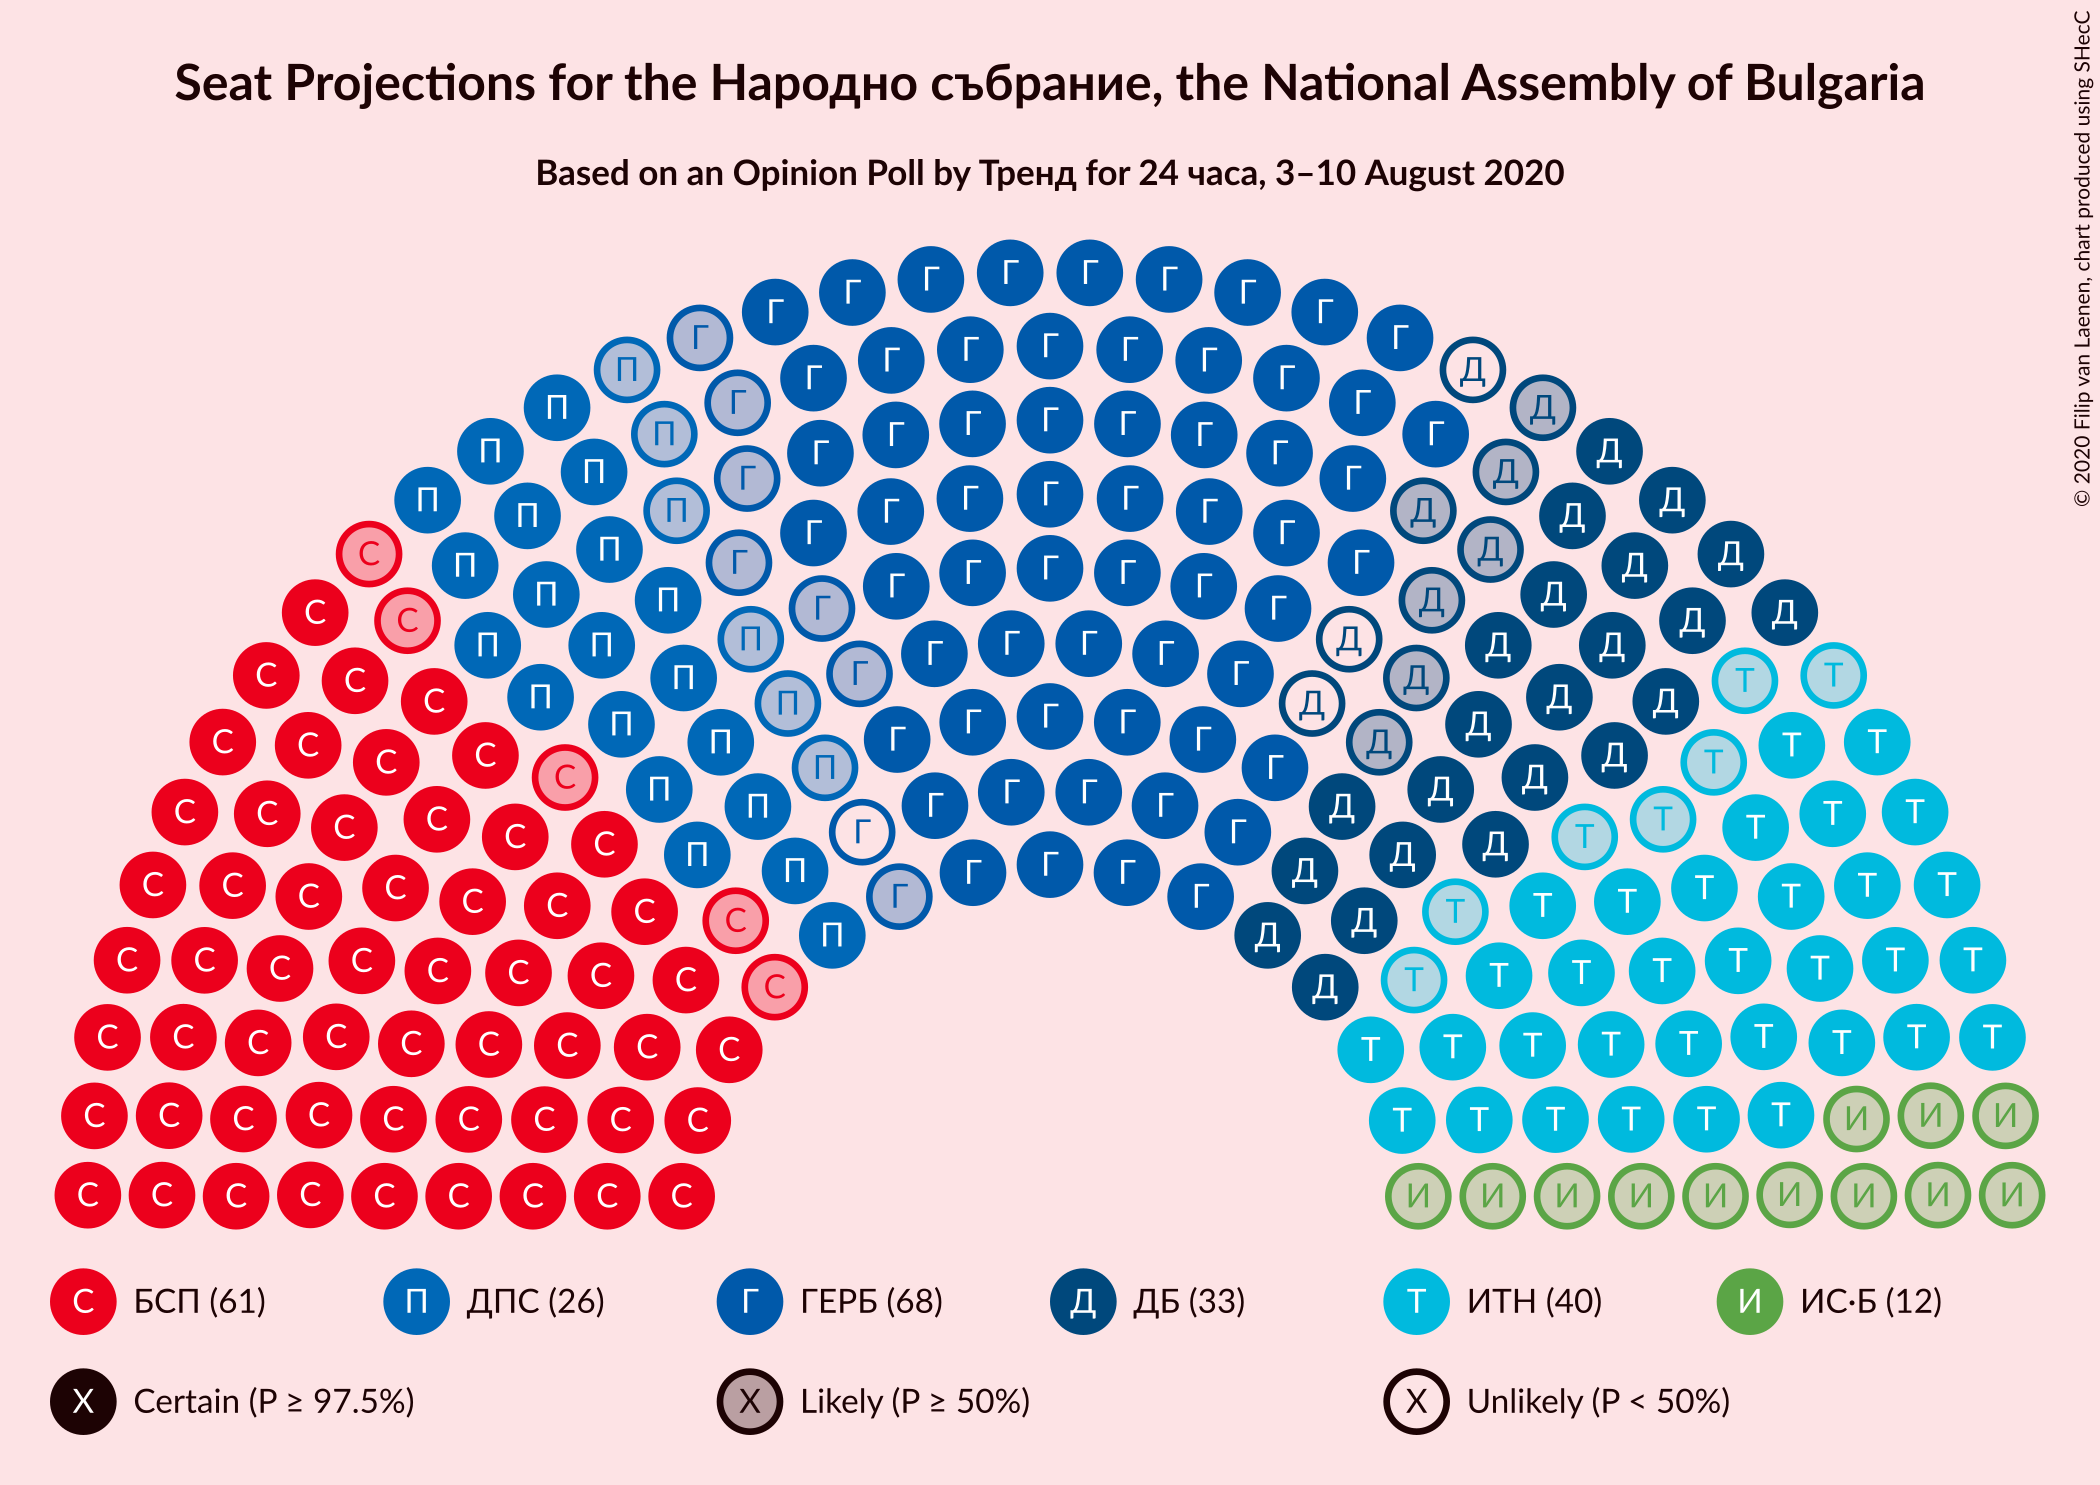 Seat Projections for the Народно събрание, the National Assembly of Bulgaria
Based on an Opinion Poll by Тренд for 24 часа, 3–10 August 2020
© 2020 Filip van Laenen, chart produced using SHecC
С БСП (61)
П ДПС (26)
Г ГЕРБ (68)
Д ДБ (33)
Т ИТН (40)
И ИС·Б (12)
X Certain (P ≥ 97.5%)
X Likely (P ≥ 50%)
X Unlikely (P < 50%)